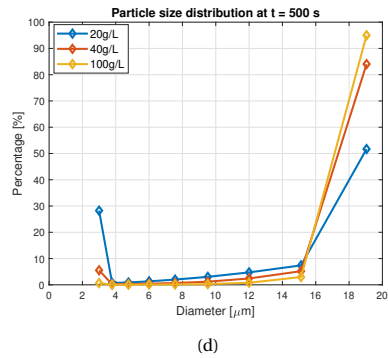 Particle size distribution at t = 500 s
20g/L
40g/L
100g/L
Percentage [%]
100
90
80
70
60
50
40
30
20
10
0
0 2 4 6 8 10 12 14 16 18 20
Diameter [μm]
(d)